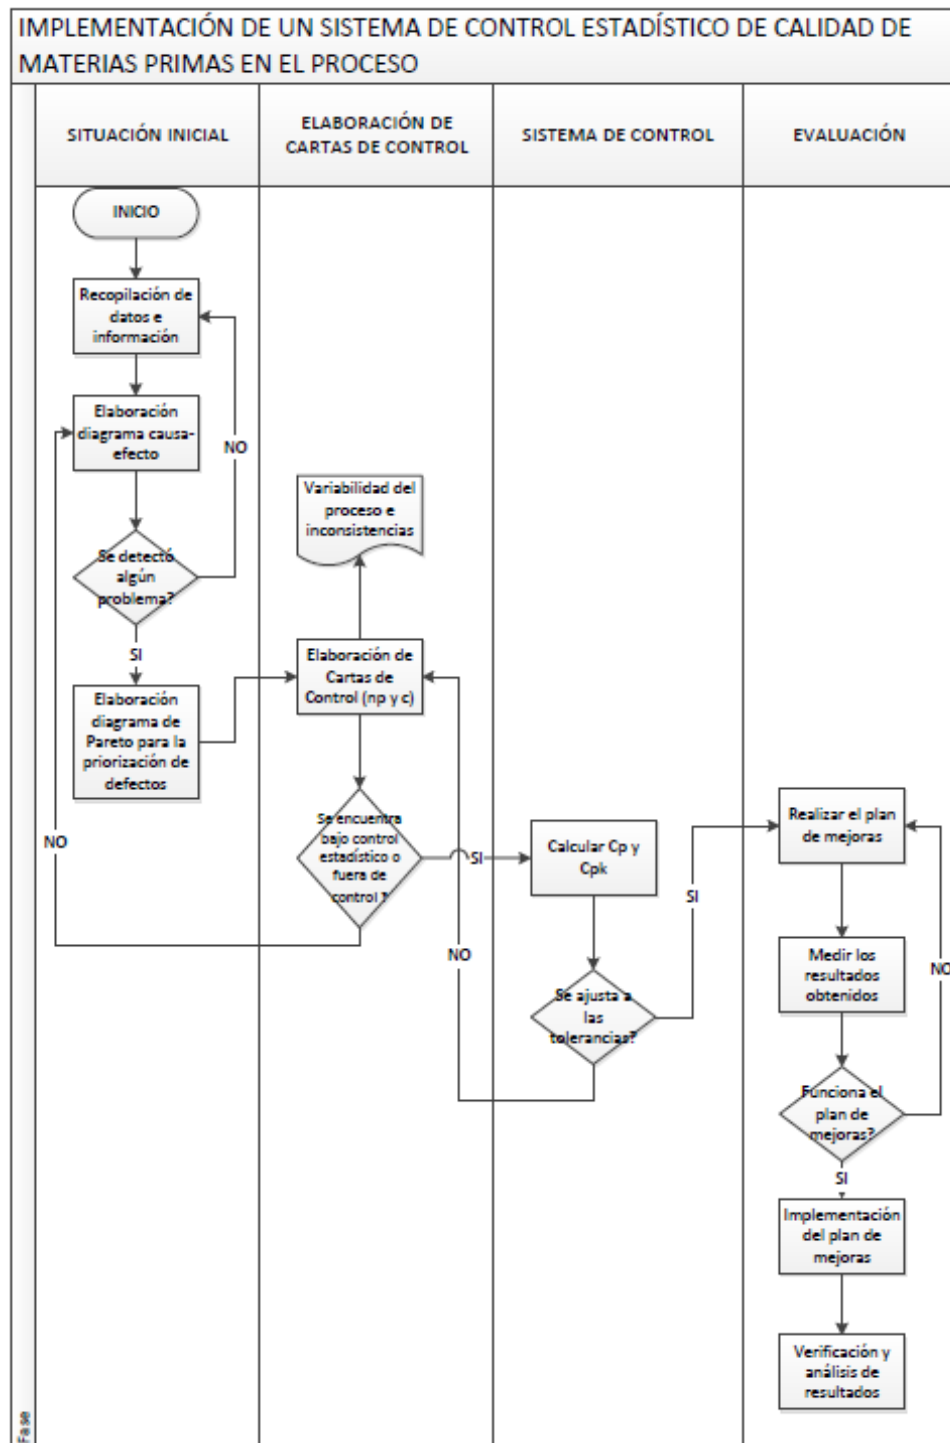 IMPLEMENTACIÓN DE UN SISTEMA DE CONTROL ESTADÍSTICO DE CALIDAD DE
MATERIAS PRIMAS EN EL PROCESO
SITUACIÓN INICIAL
ELABORACIÓN DE
CARTAS DE CONTROL
SISTEMA DE CONTROL
EVALUACIÓN
INICIO
Recopilación de
datos e
información
Elaboración
diagrama causa-
efecto
NO
Se detectó
algún
problema?
SI
Elaboración
diagrama de
Pareto para la
priorización de
defectos
NO
Variabilidad del
proceso e
inconsistencias
Elaboración de
Cartas de
Control (np y c)
Se encuentra
bajo control
estadístico o
fuera de
control ?
SI
NO
Calcular Cp y
Cpk
Se ajusta a
las
tolerancias?
SI
Realizar el plan
de mejoras
Medir los
resultados
obtenidos
NO
Funciona el
plan de
mejoras?
SI
Implementación
del plan de
mejoras
Verificación y
análisis de
resultados
Fase